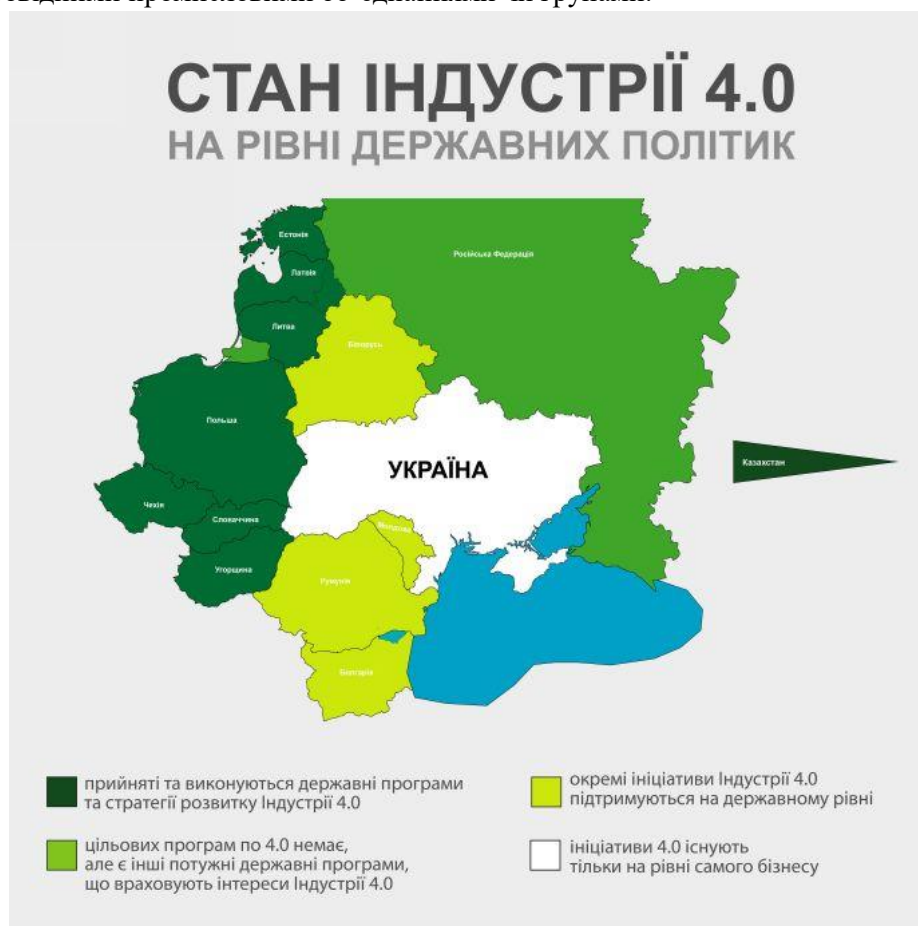 СТАН ІНДУСТРІЇ 4.0
НА РІВНІ ДЕРЖАВНИХ ПОЛІТИК
Естонія
Російська Федерація
Латвія
Литва
Білорусь
Польша
УКРАЇНА
Казахстан
Чехія
Словаччина
Молдова
Угорщина
Румунія
Болгарія
прийняті та виконуються державні програми
та стратегії розвитку Індустрії 4.0
цільових програм по 4.0 немає,
але є інші потужні державні програми,
що враховують інтереси Індустрії 4.0
окремі ініціативи Індустрії 4.0
підтримуються на державному рівні
ініціативи 4.0 існують
тільки на рівні самого бізнесу